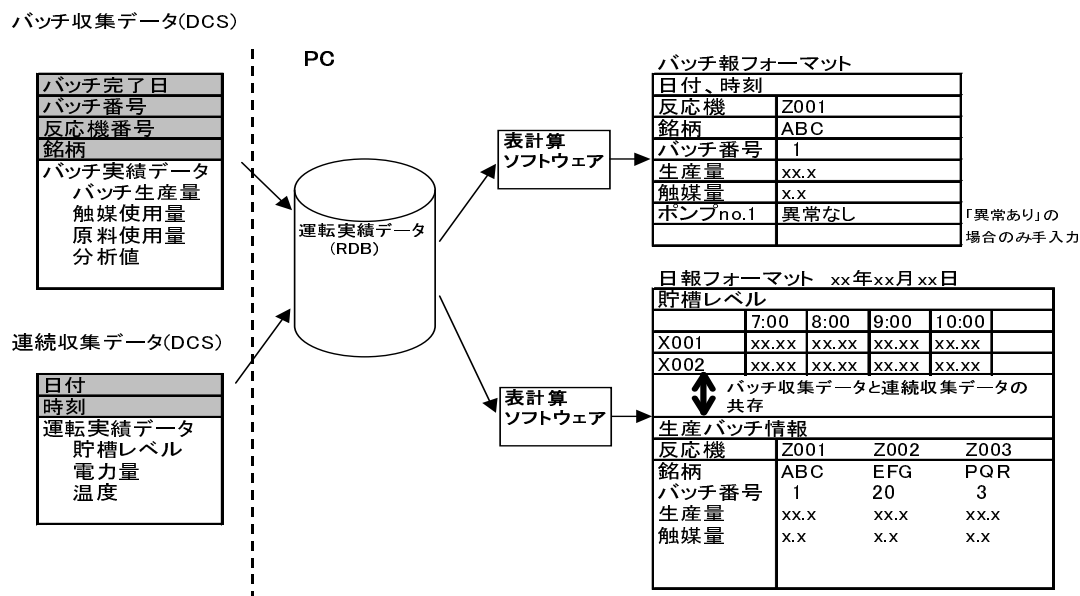 バッチ収集データ(DCS)
バッチ完了日
バッチ番号
反応機番号
銘柄
バッチ実績データ
バッチ生産量
触媒使用量
原料使用量
分析値
連続収集データ(DCS)
日付
時刻
運転実績データ
貯槽レベル
電力量
温度
PC
運転実績データ
(RDB)
表計算
ソフトウェア
表計算
ソフトウェア
バッチ報フォーマット
日付、時刻
反応機 Z001
銘柄 ABC
バッチ番号 1
生産量 xx.x
触媒量 x.x
ポンプno.1 異常なし
「異常あり」の
場合のみ手入力
日報フォーマット xx年xx月xx日
貯槽レベル
7:00 8:00 9:00 10:00
X001 xx.xx xx.xx xx.xx xx.xx
X002 xx.xx xx.xx xx.xx xx.xx
バッチ収集データと連続収集データの
共存
生産バッチ情報
反応機 Z001 Z002 Z003
銘柄 ABC EFG PQR
バッチ番号 1 20 3
生産量 xx.x xx.x xx.x
触媒量 x.x x.x x.x